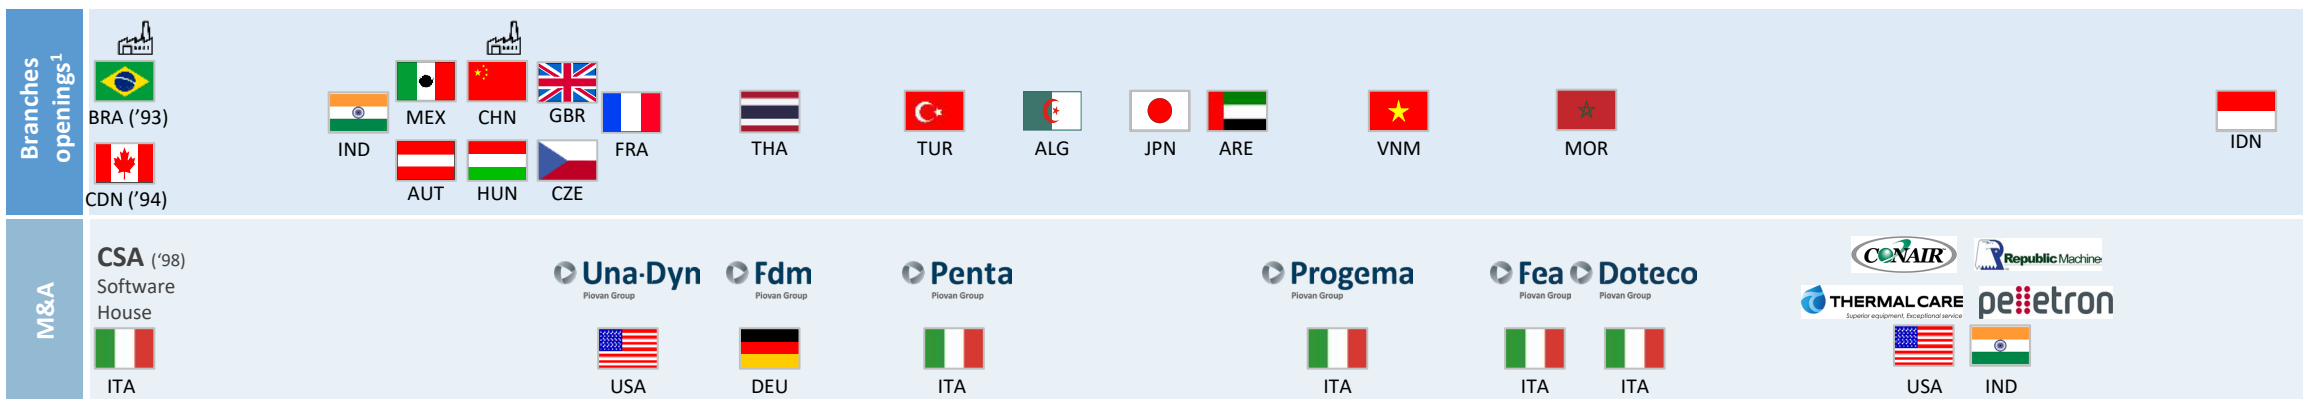 Branches
openings1
BRA (’93)
CDN (’94)
IND
MEX
AUT
CHN
HUN
GBR
CZE
FRA
THA
TUR
ALG
JPN
ARE
VNM
MOR
IDN
M&A
CSA (‘98)
Software
House
ITA
Una·Dyn
Piovan Group
USA
Fdm
Piovan Group
DEU
Penta
Piovan Group
ITA
Progema
Piovan Group
ITA
Fea
Piovan Group
ITA
Doteco
Piovan Group
ITA
CONAIR
Republic Machine
THERMAL CARE
Superior equipment, Exceptional service
pelletron
USA
IND